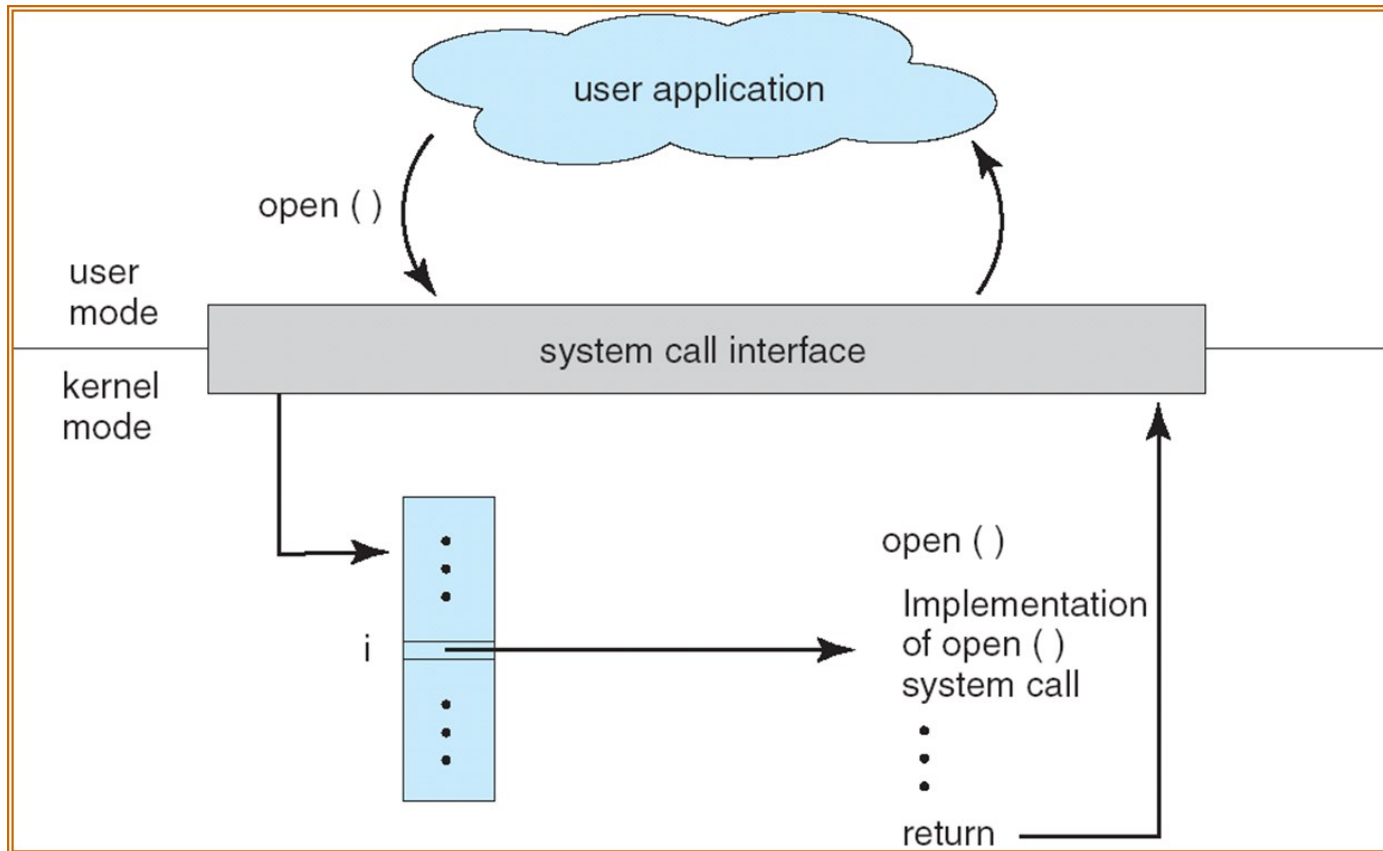 user application
open ( )
user
mode
system call interface
kernel
mode
open ( )
i
Implementation
of open ( )
system call
return